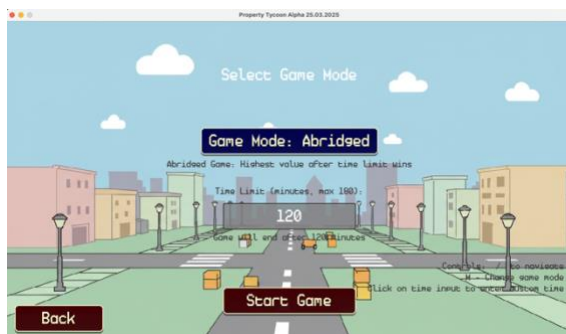 Property Tycoon Alpha 25.03.2025
Select Game Mode
Game Mode: Abridged
Abridged Game: Highest value after time limit wins
Time Limit (minutes, max 180):
120
Game will end after 120 minutes
Controls: / to navigate
M - Change game mode
Click on time input to enter custom time
Start Game
Back